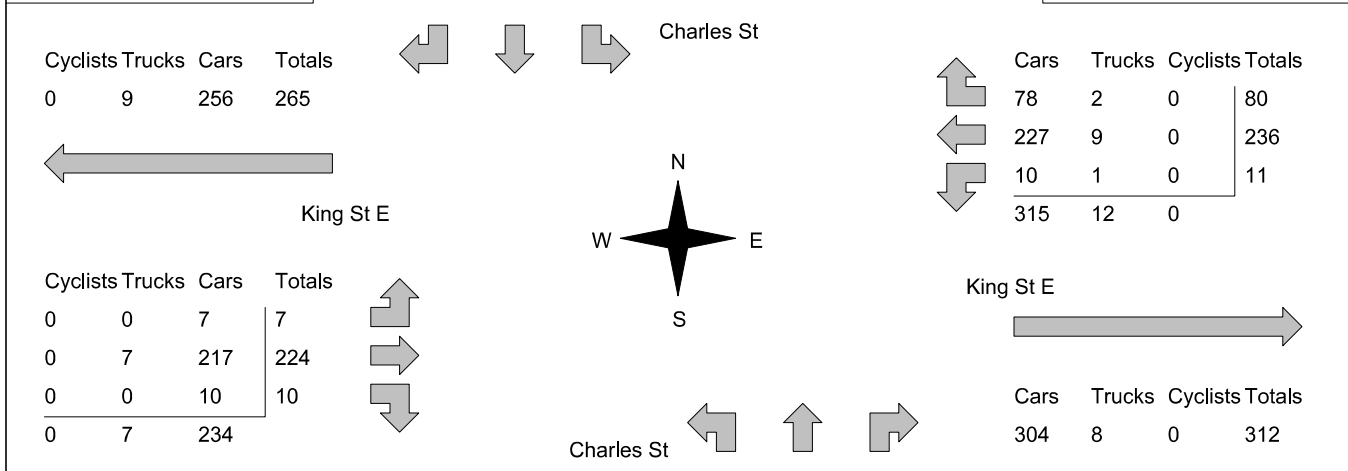 Charles St
Cyclists Trucks Cars Totals
0 9 256 265
King St E
Cyclists Trucks Cars Totals
0 0 7 7
0 7 217 224
0 0 10 10
0 7 234
N
W E
S
Charles St
Cars Trucks Cyclists Totals
78 2 0 80
227 9 0 236
10 1 0 11
315 12 0
King St E
Cars Trucks Cyclists Totals
304 8 0 312